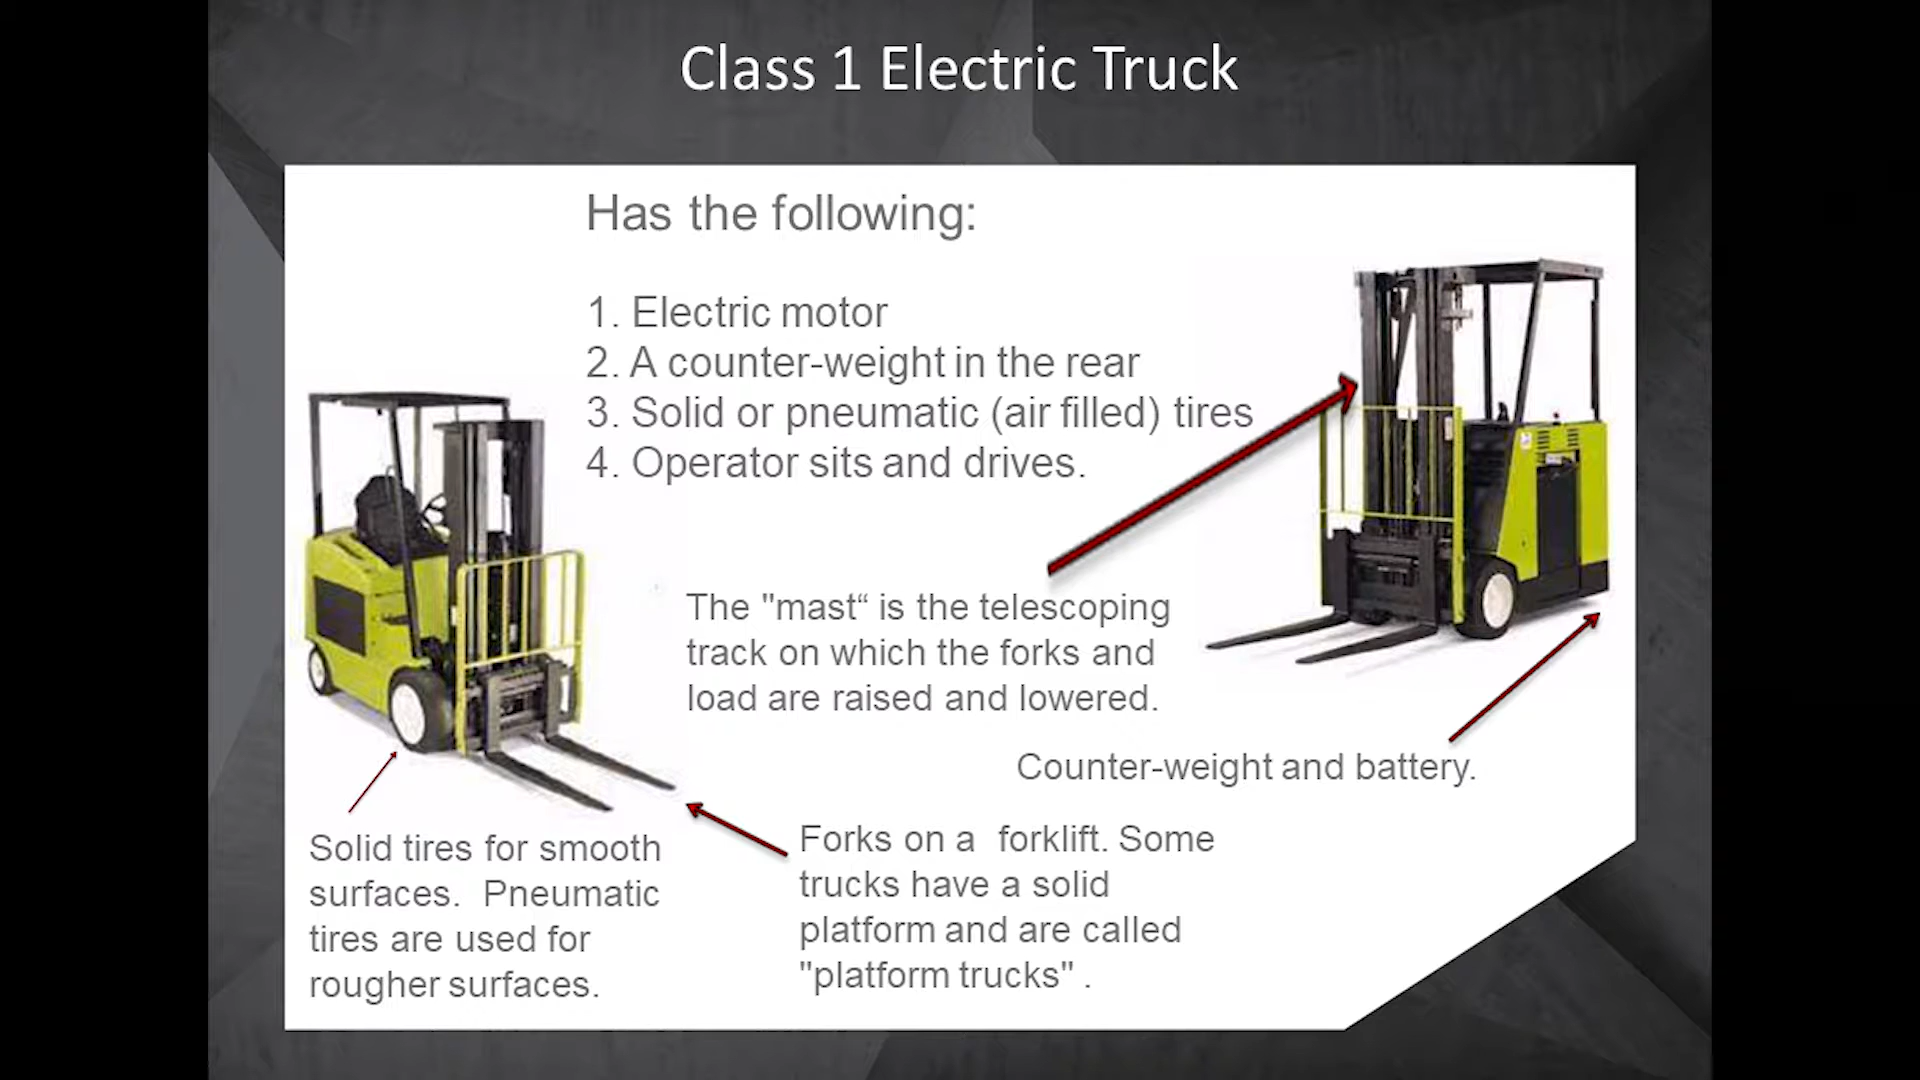 Class 1 Electric Truck
Has the following:
1. Electric motor
2. A counter-weight in the rear
3. Solid or pneumatic (air filled) tires
4. Operator sits and drives.
The "mast“ is the telescoping
track on which the forks and
load are raised and lowered.
Counter-weight and battery.
Solid tires for smooth
surfaces.  Pneumatic
tires are used for
rougher surfaces.
Forks on a  forklift. Some
trucks have a solid
platform and are called
"platform trucks" .